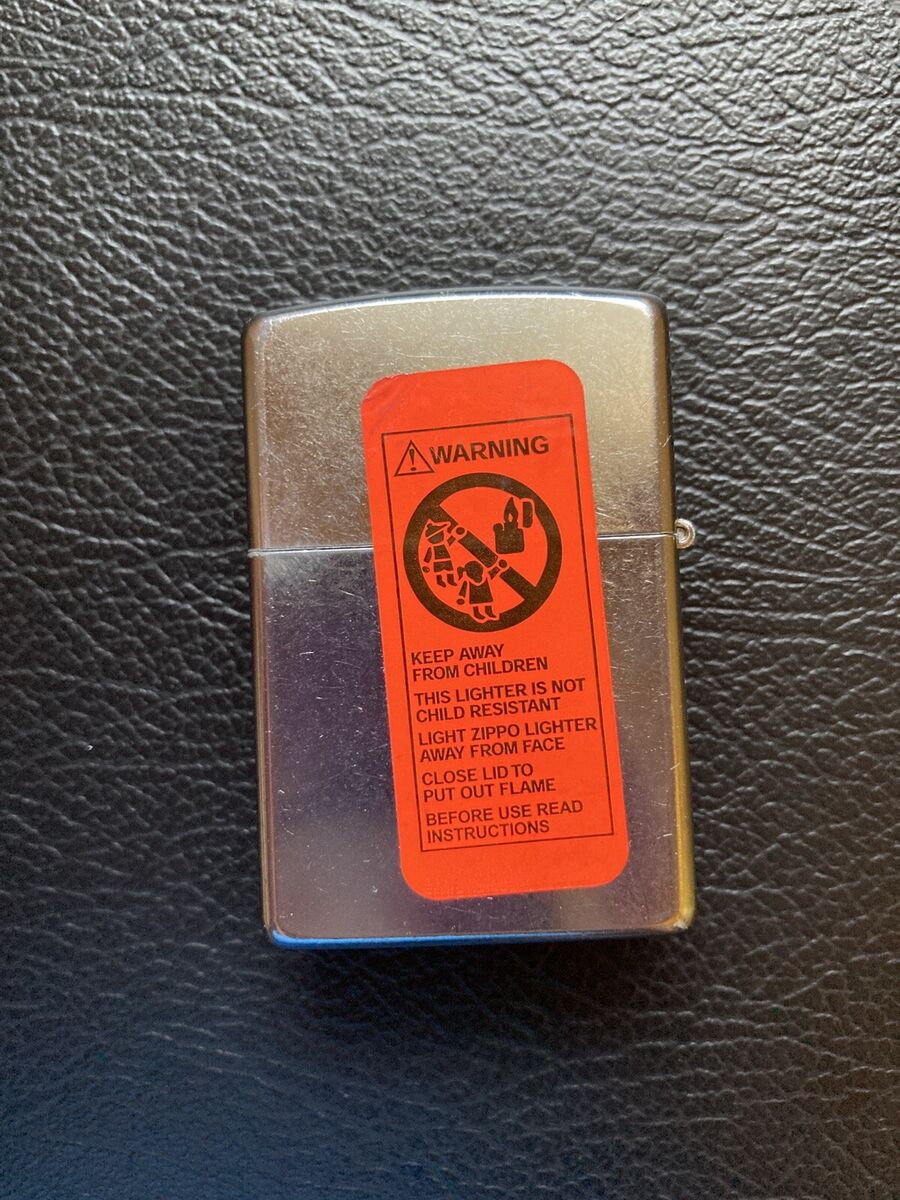 WARNING
KEEP AWAY
FROM CHILDREN
THIS LIGHTER IS NOT
CHILD RESISTANT
LIGHT ZIPPO LIGHTER
AWAY FROM FACE
CLOSE LID TO
PUT OUT FLAME
BEFORE USE READ
INSTRUCTIONS